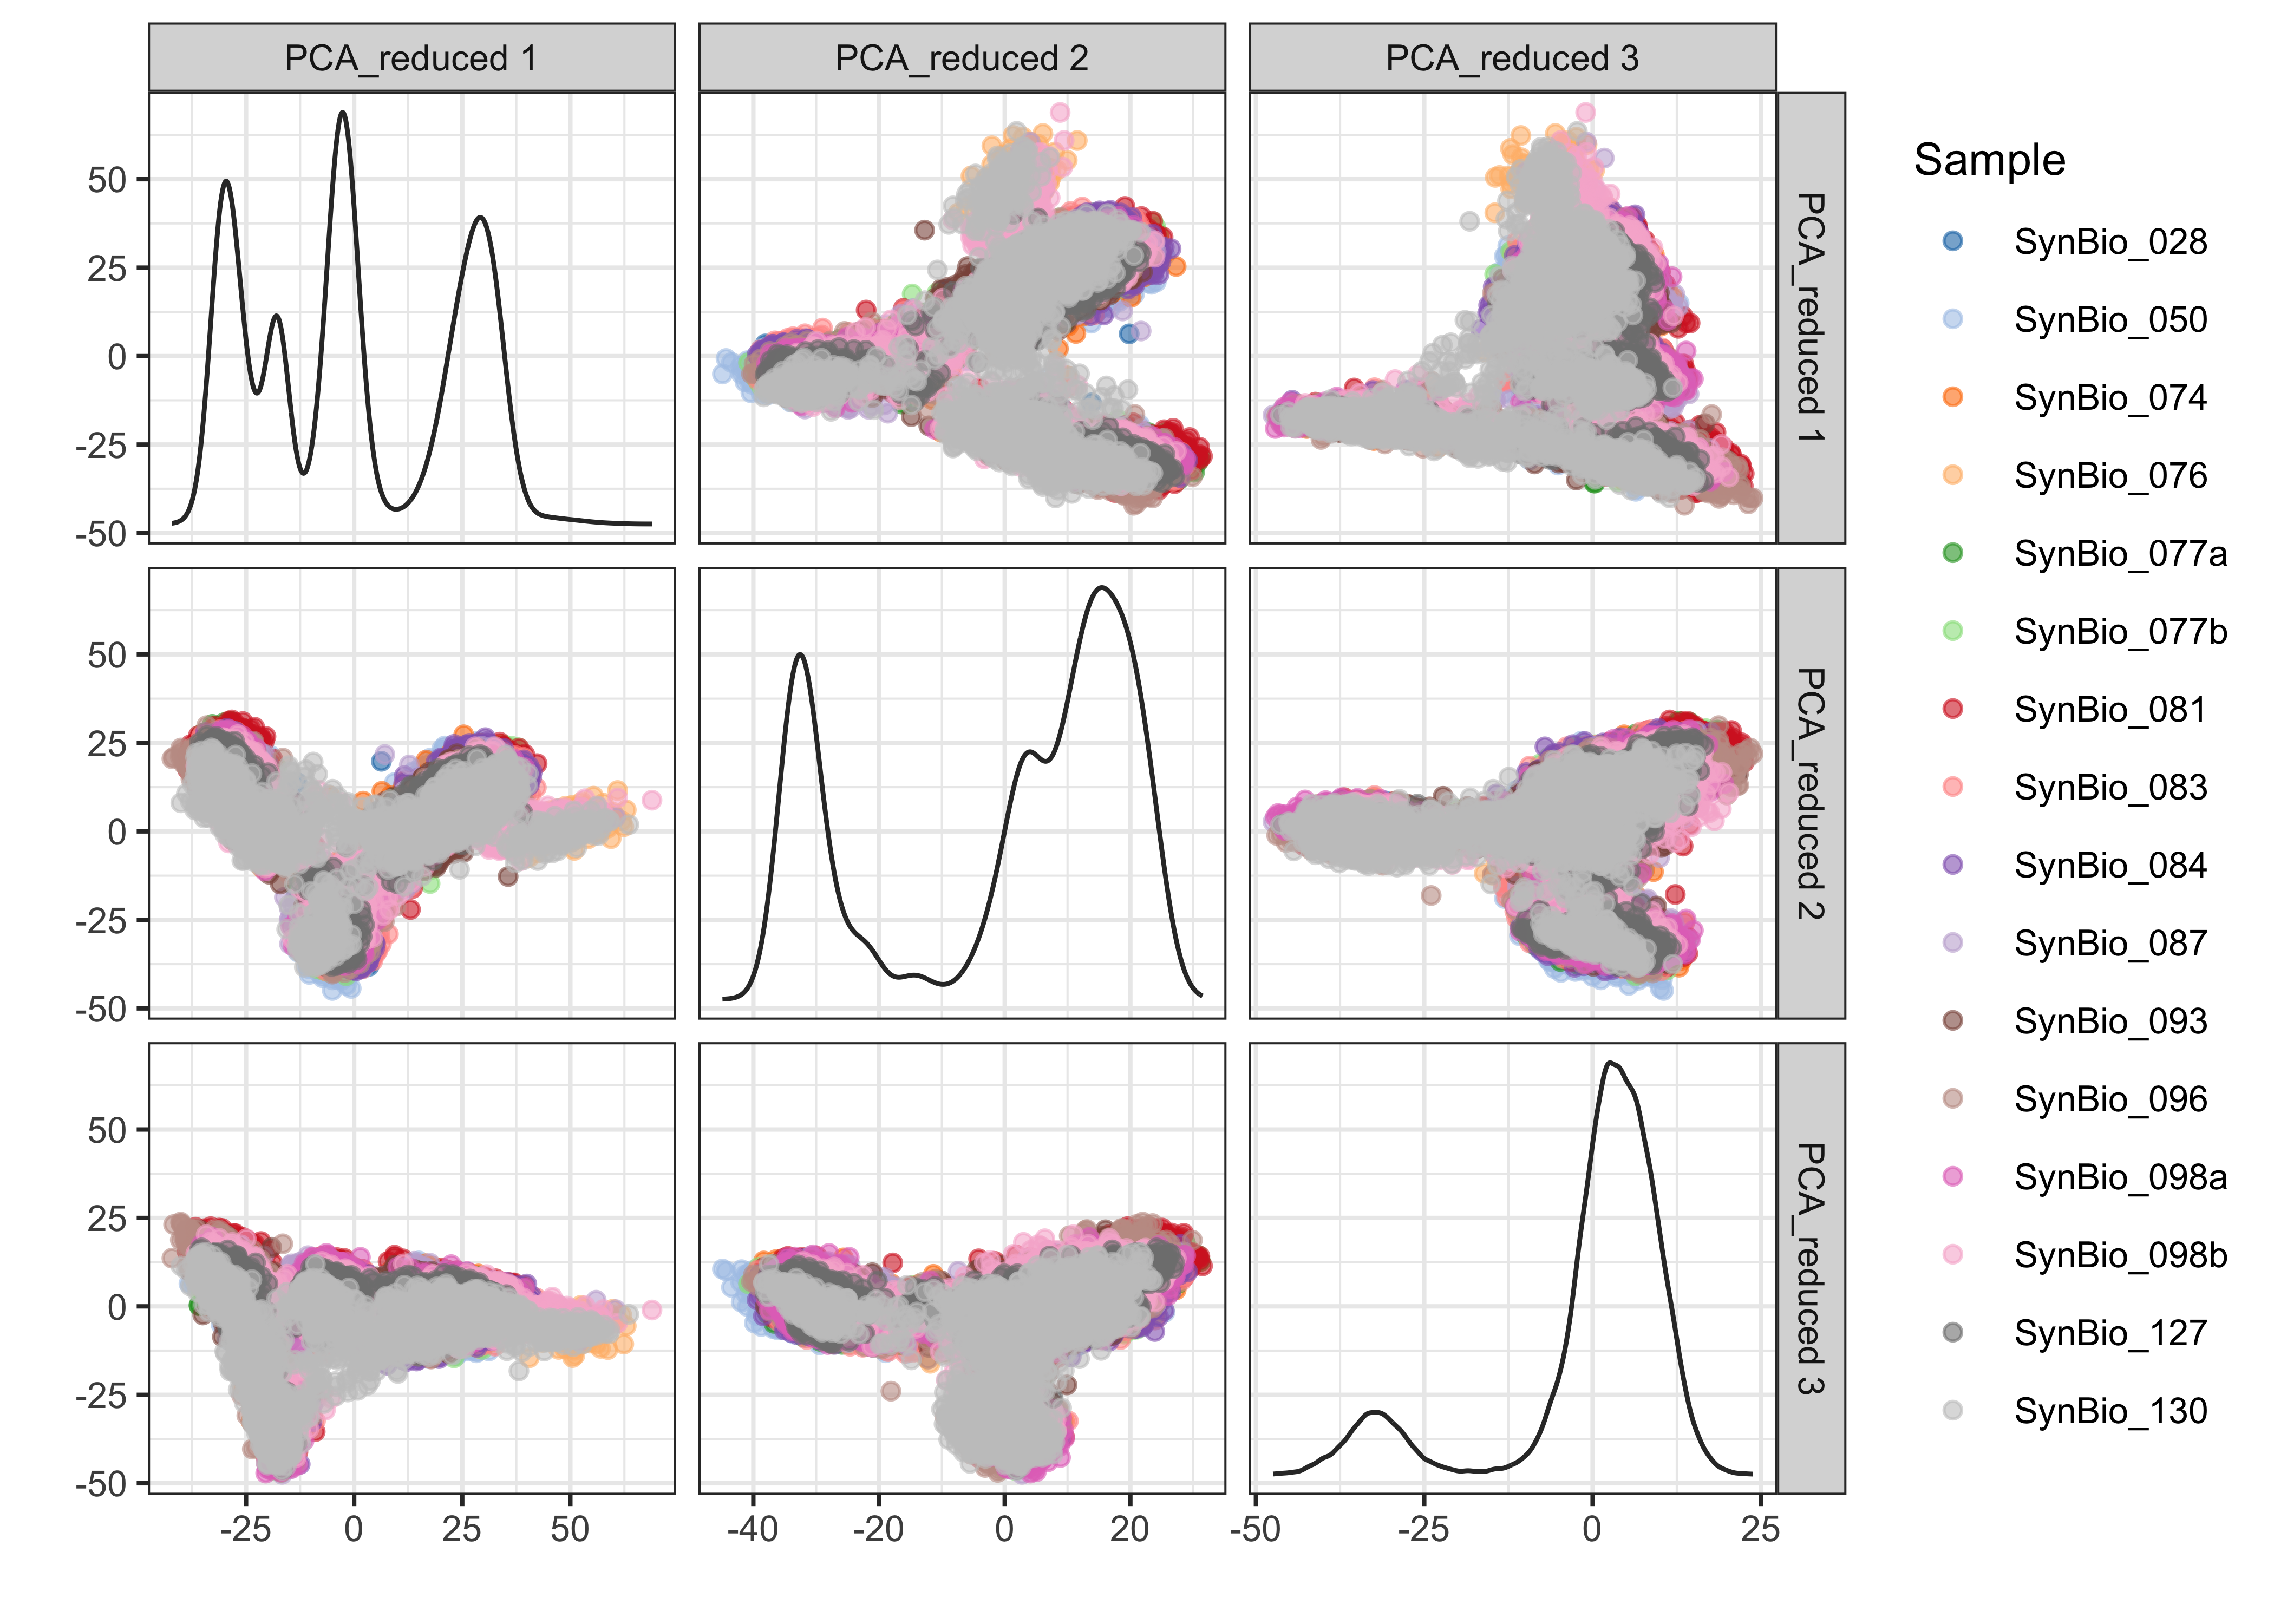 PCA_reduced 1
PCA_reduced 2
PCA_reduced 3
50
25
0
-25
-50
PCA_reduced 1
50
25
0
-25
-50
PCA_reduced 2
50
25
0
-25
-50
PCA_reduced 3
-25 0 25 50
-40 -20 0 20
-50 -25 0 25
Sample
SynBio_028
SynBio_050
SynBio_074
SynBio_076
SynBio_077a
SynBio_077b
SynBio_081
SynBio_083
SynBio_084
SynBio_087
SynBio_093
SynBio_096
SynBio_098a
SynBio_098b
SynBio_127
SynBio_130